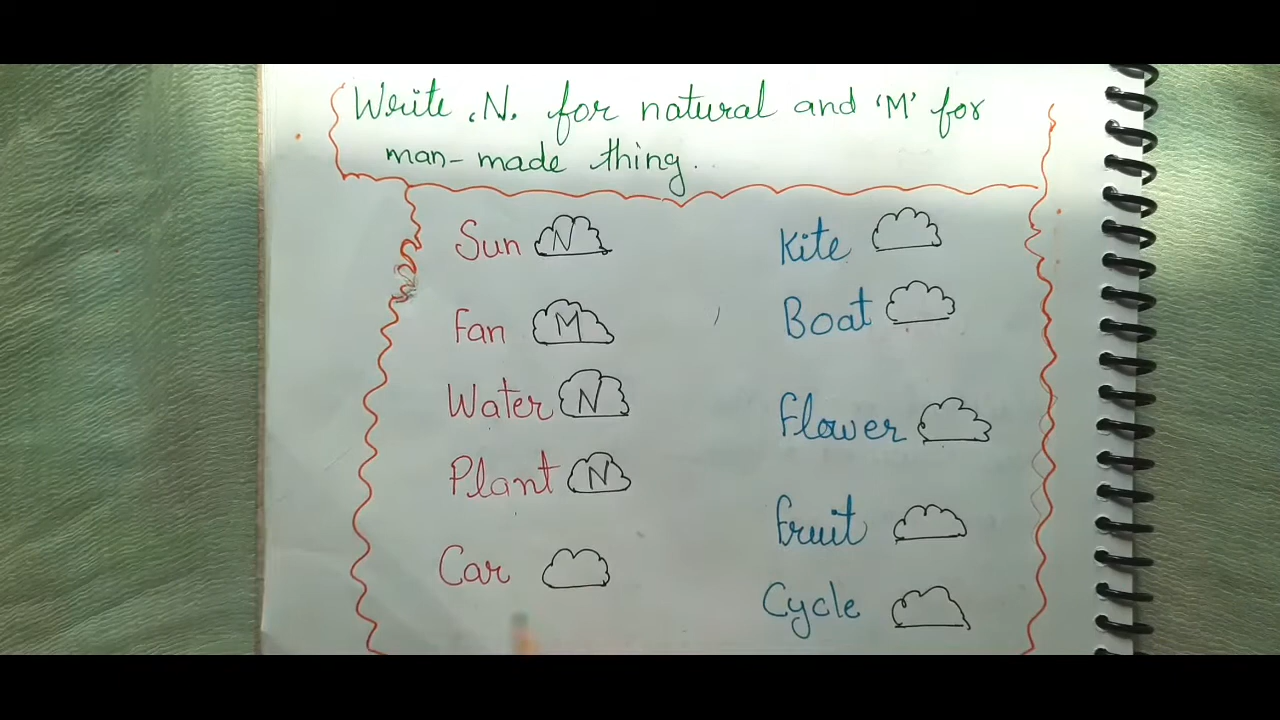 Write .N. for natural and 'M' for
man-made thing.
Sun N
Fan M
Water N
Plant N
Car
Kite
Boat
Flower
Fruit
Cycle